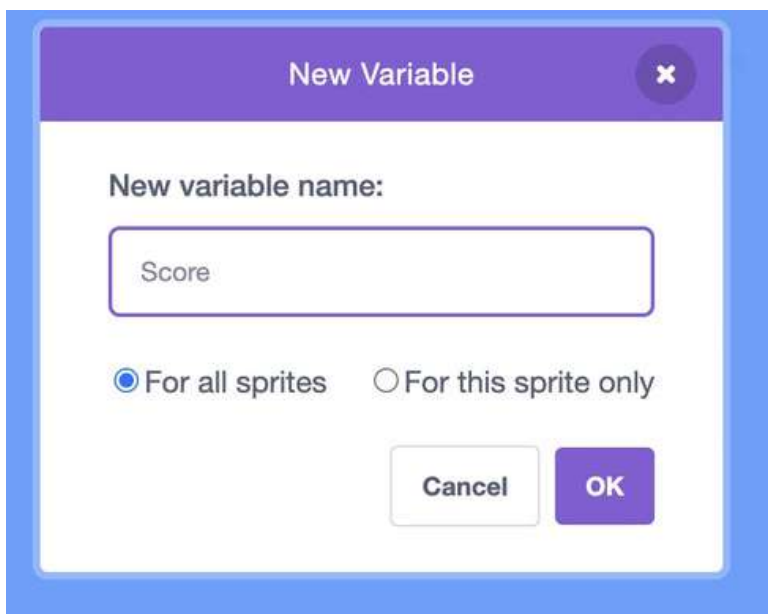 New Variable
New variable name:
Score
For all sprites For this sprite only
Cancel OK